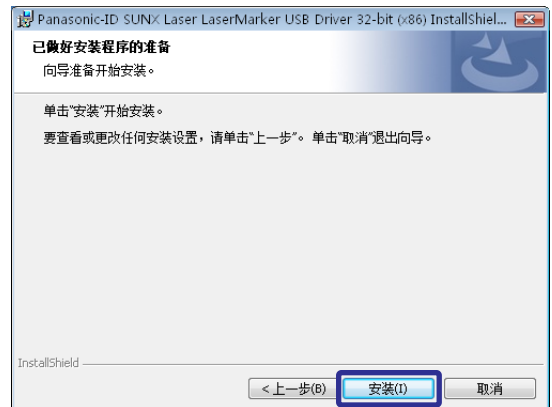 Panasonic-ID SUNX Laser LaserMarker USB Driver 32-bit (x86) InstallShiel...
已做好安装程序的准备
向导准备开始安装。
单击"安装"开始安装。
要查看或更改任何安装设置，请单击"上一步"。 单击"取消"退出向导。
InstallShield
<上一步(B) 安装(I) 取消